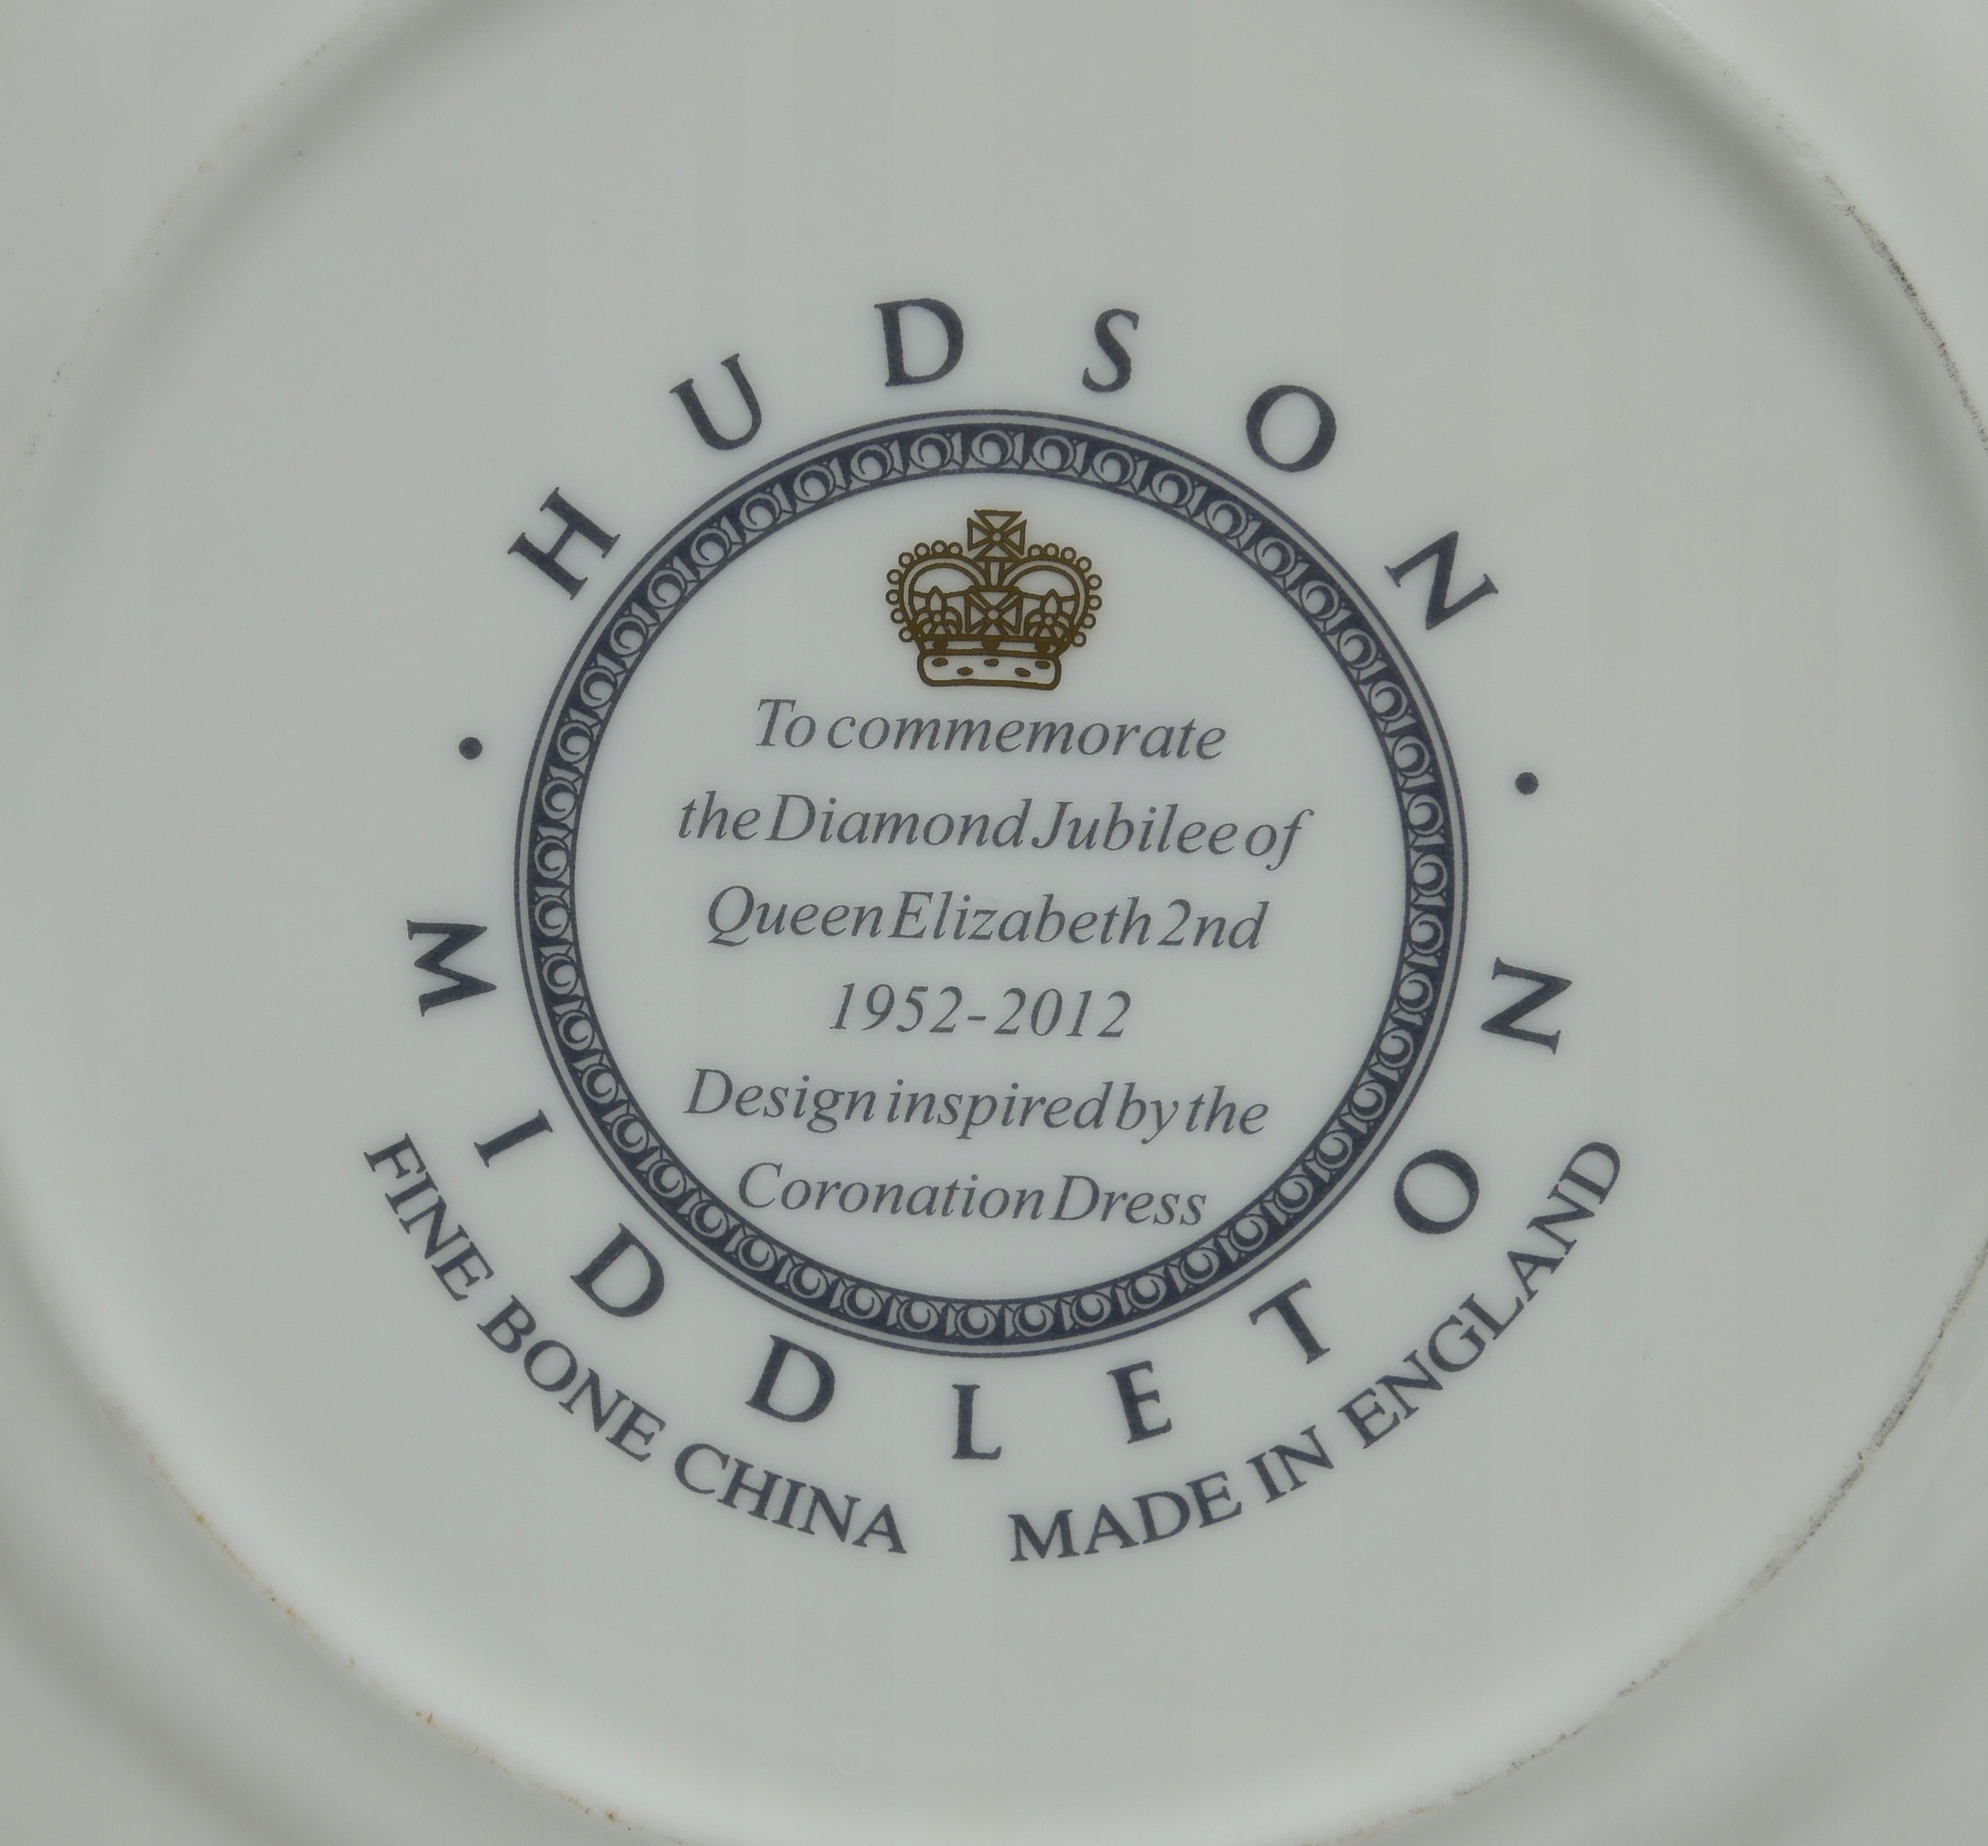 HUDSON
To commemorate
the Diamond Jubilee of
Queen Elizabeth 2nd
1952-2012
Design inspired by the
Coronation Dress
MIDDLETON
FINE BONE CHINA MADE IN ENGLAND